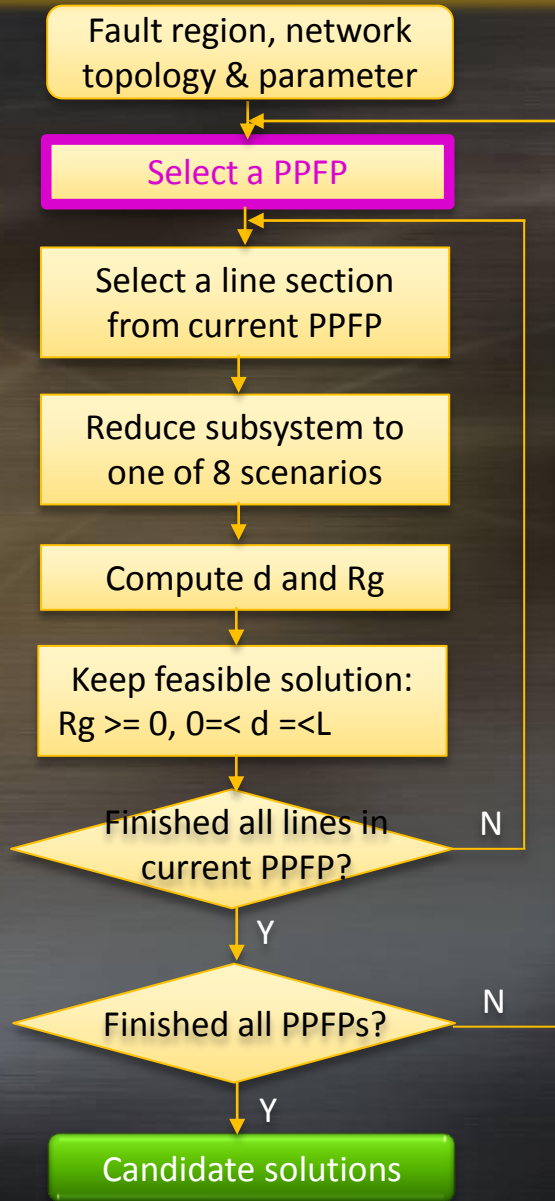 Fault region, network
topology & parameter
Select a PPFP
Select a line section
from current PPFP
Reduce subsystem to
one of 8 scenarios
Compute d and Rg
Keep feasible solution:
Rg >= 0, 0=< d =<L
Finished all lines in
current PPFP?
N
Y
Finished all PPFPs?
N
Y
Candidate solutions